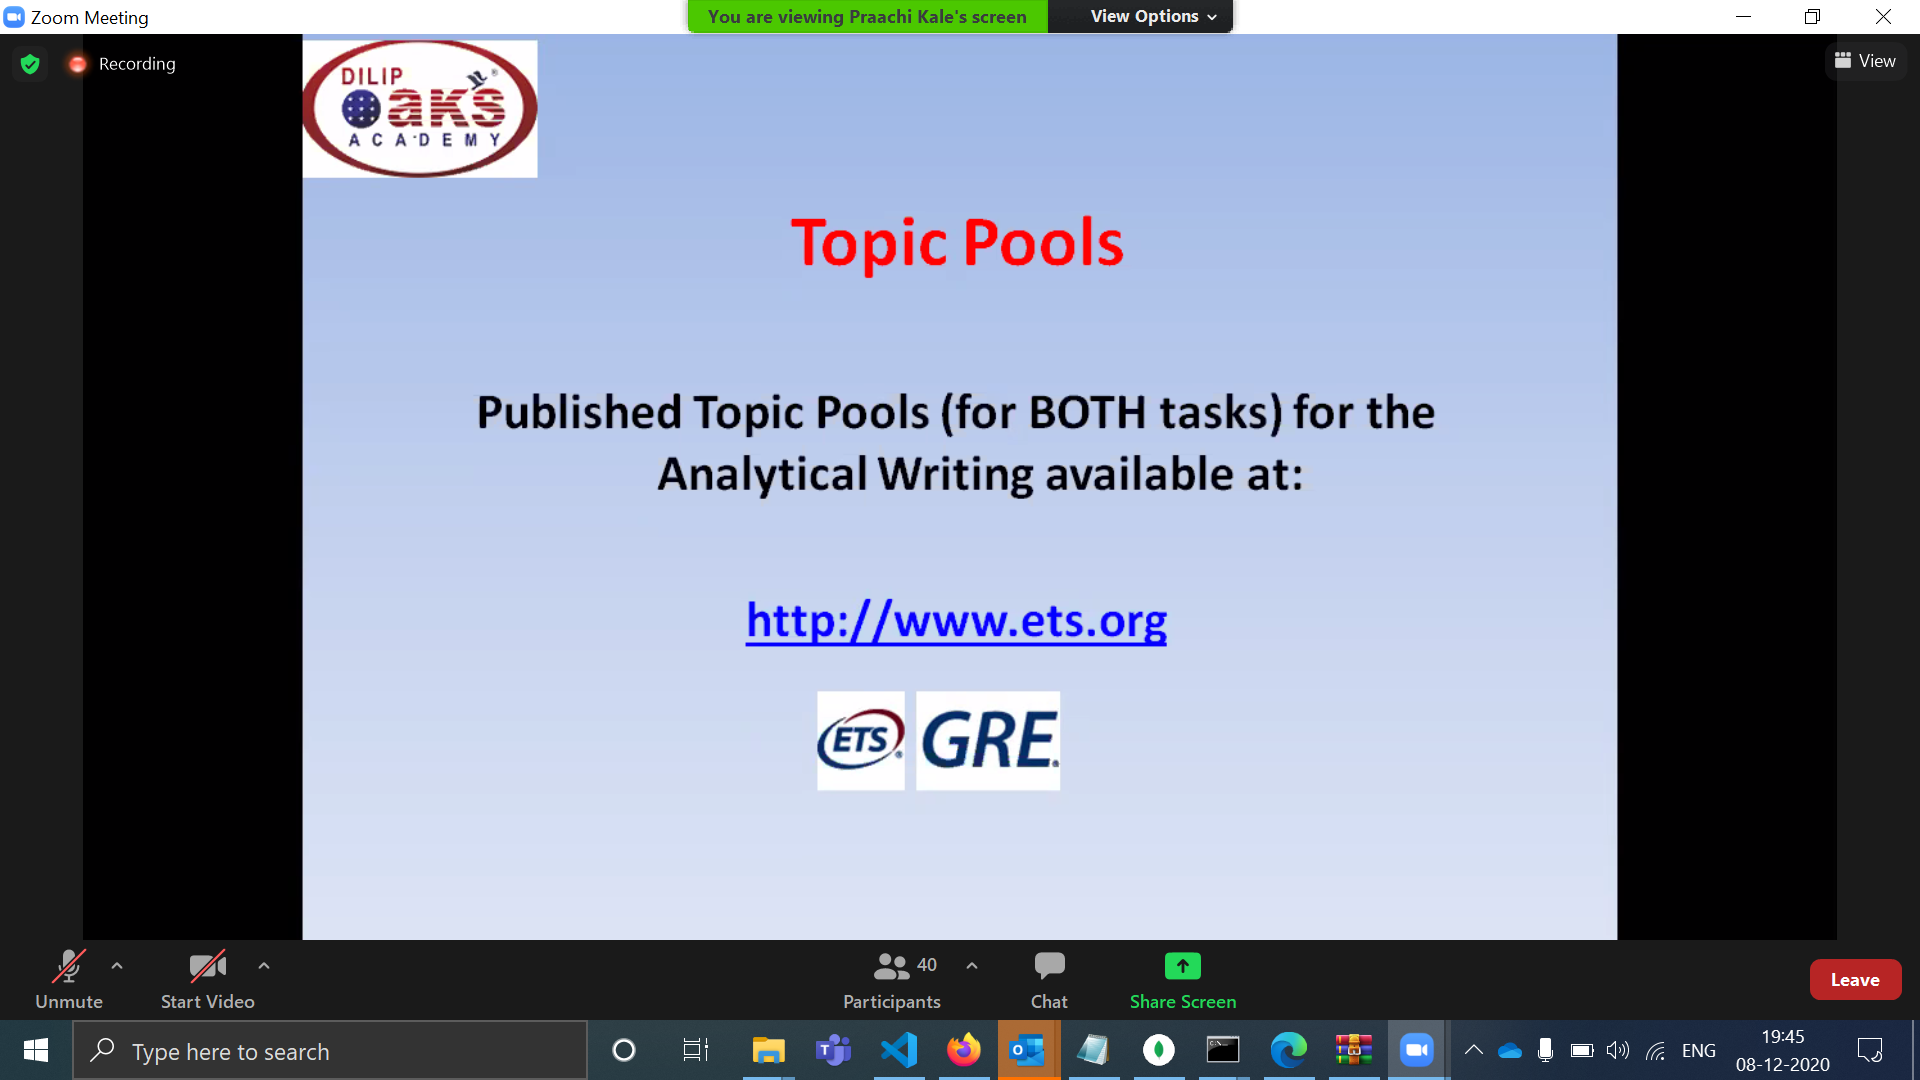 Zoom Meeting
You are viewing Praachi Kale's screen
View Options
Recording
View
DILIP
oaks
ACADEMY
Topic Pools
Published Topic Pools (for BOTH tasks) for the
Analytical Writing available at:
http://www.ets.org
ETS®
GRE®
Unmute
Start Video
40
Participants
Chat
Share Screen
Leave
Type here to search
ENG
19:45
08-12-2020